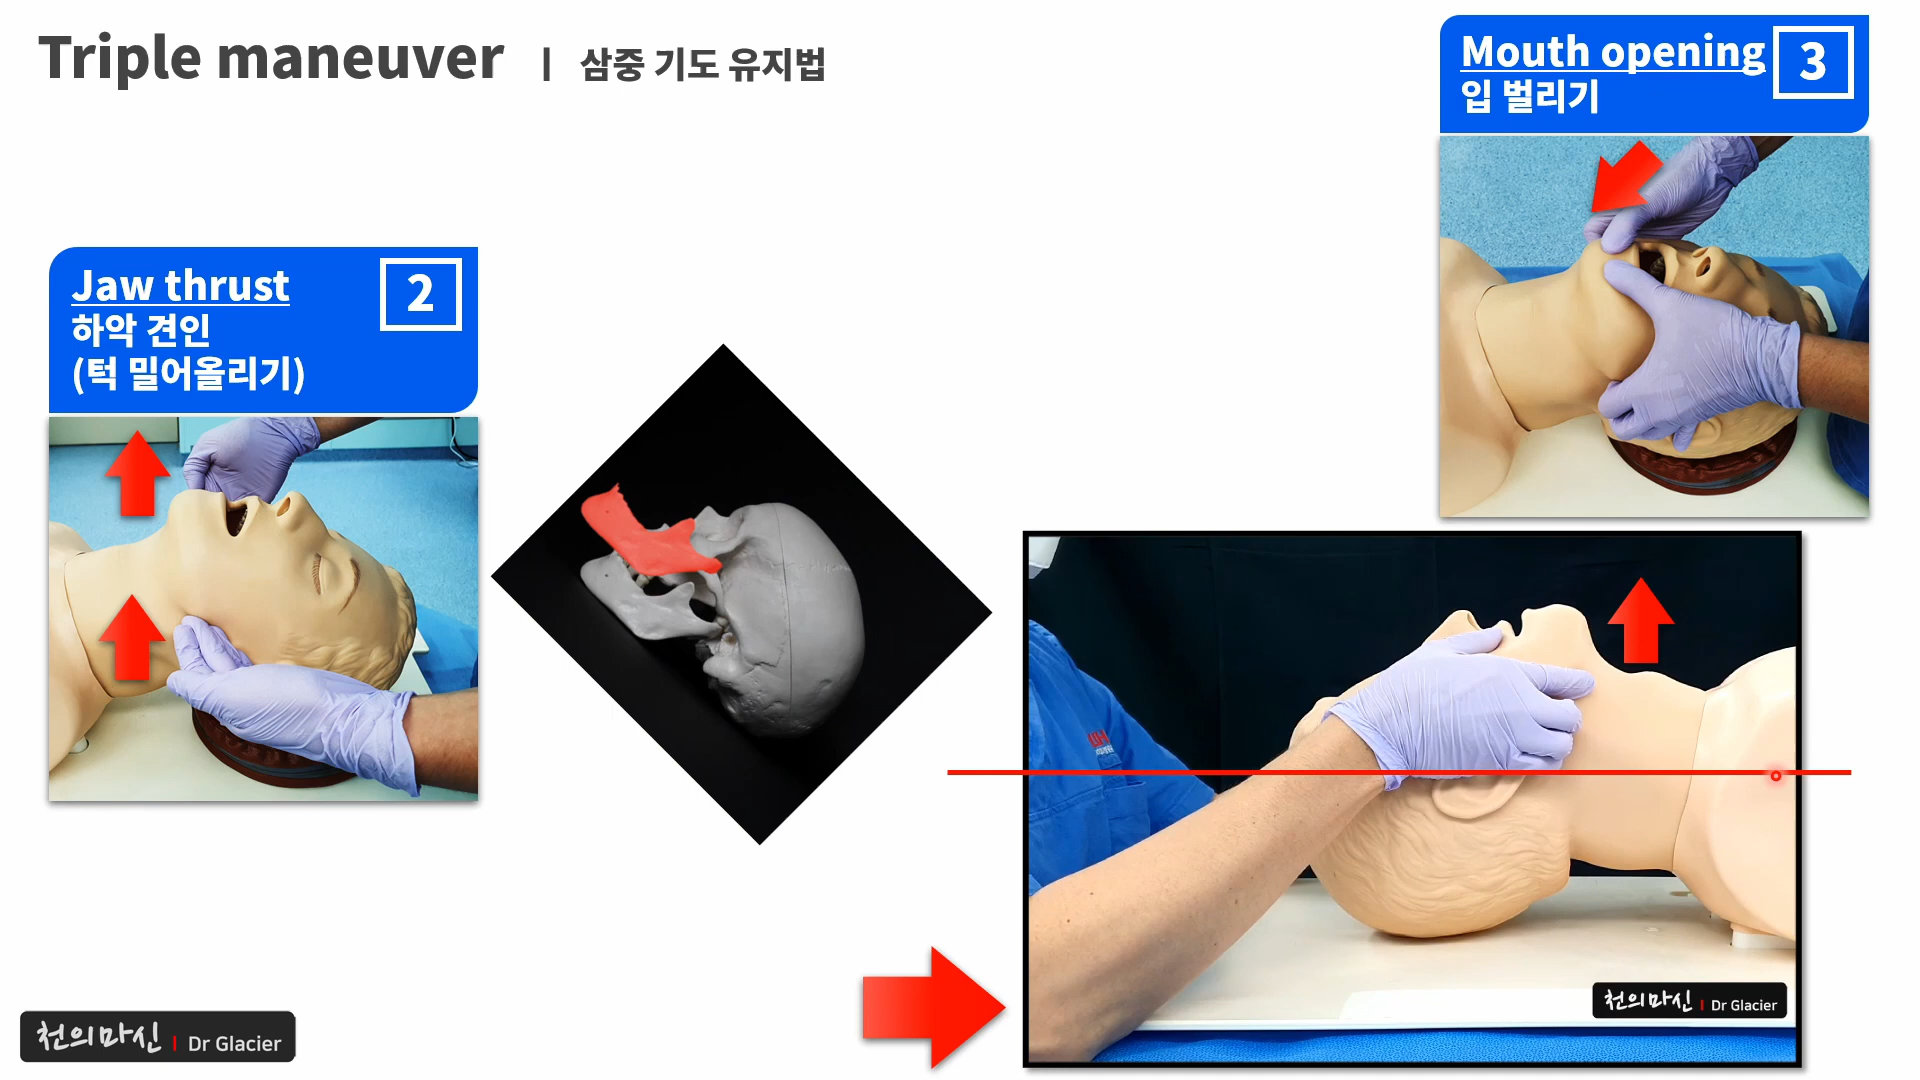 Triple maneuver | 삼중 기도 유지법
Mouth opening 3
입 벌리기
Jaw thrust 2
하악 견인
(턱 밀어올리기)
천의마신 | Dr Glacier
천의마신 | Dr Glacier